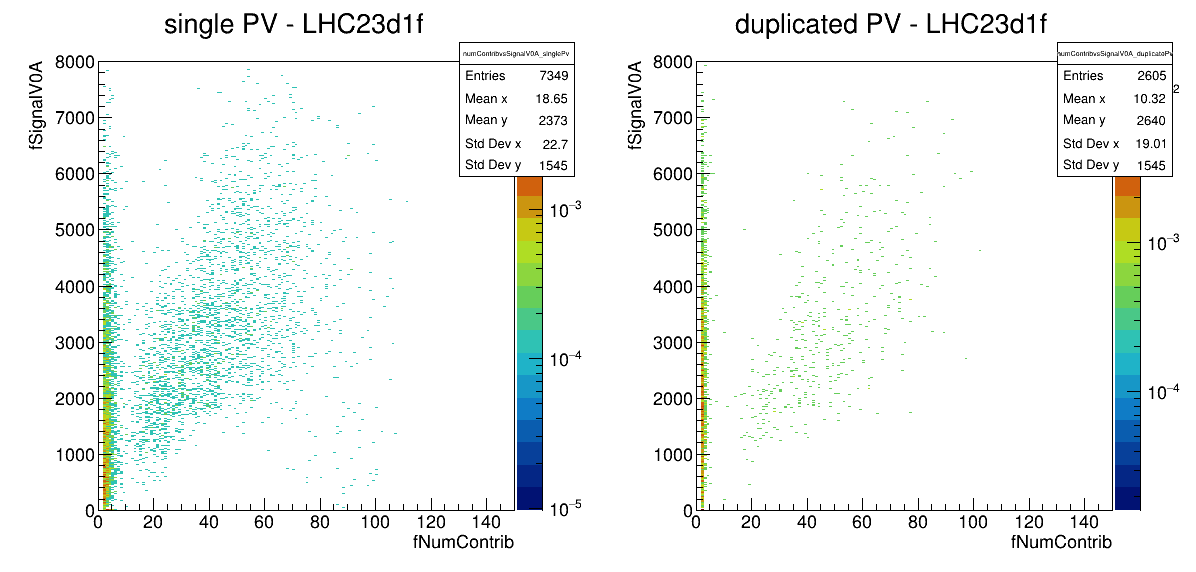 single PV - LHC23d1f
numContribvsSignalV0A_singlePv
Entries 7349
Mean x 18.65
Mean y 2373
Std Dev x 22.7
Std Dev y 1545
fSignalV0A
8000
7000
6000
5000
4000
3000
2000
1000
0
0 20 40 60 80 100 120 140
fNumContrib
10−3
10−4
10−5
duplicated PV - LHC23d1f
numContribvsSignalV0A_duplicatePv
Entries 2605
Mean x 10.32
Mean y 2640
Std Dev x 19.01
Std Dev y 1545
fSignalV0A
8000
7000
6000
5000
4000
3000
2000
1000
0
0 20 40 60 80 100 120 140
fNumContrib
2
10−3
10−4